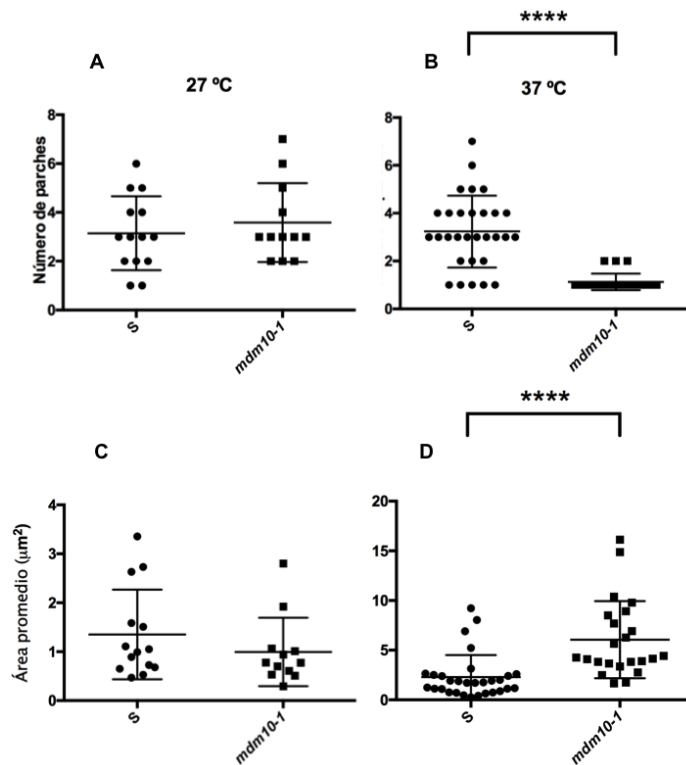 ****
A
B
27 ºC
37 ºC
Número de parches
8
6
4
2
0
S
mdm10-1
8
6
4
2
0
S
mdm10-1
****
C
D
Área promedio (μm²)
4
3
2
1
0
S
mdm10-1
20
15
10
5
0
S
mdm10-1